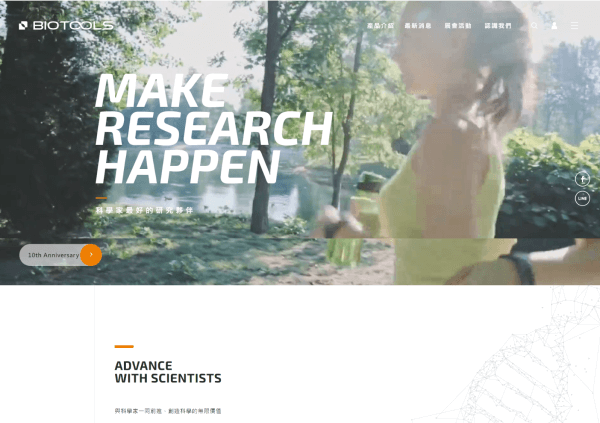 BIOTOOLS
產品介紹 最新消息 展會活動 認識我們
MAKE
RESEARCH
HAPPEN
科學家最好的研究夥伴
LINE
10th Anniversary
ADVANCE
WITH SCIENTISTS
與科學家一同前進，創造科學的無限價值